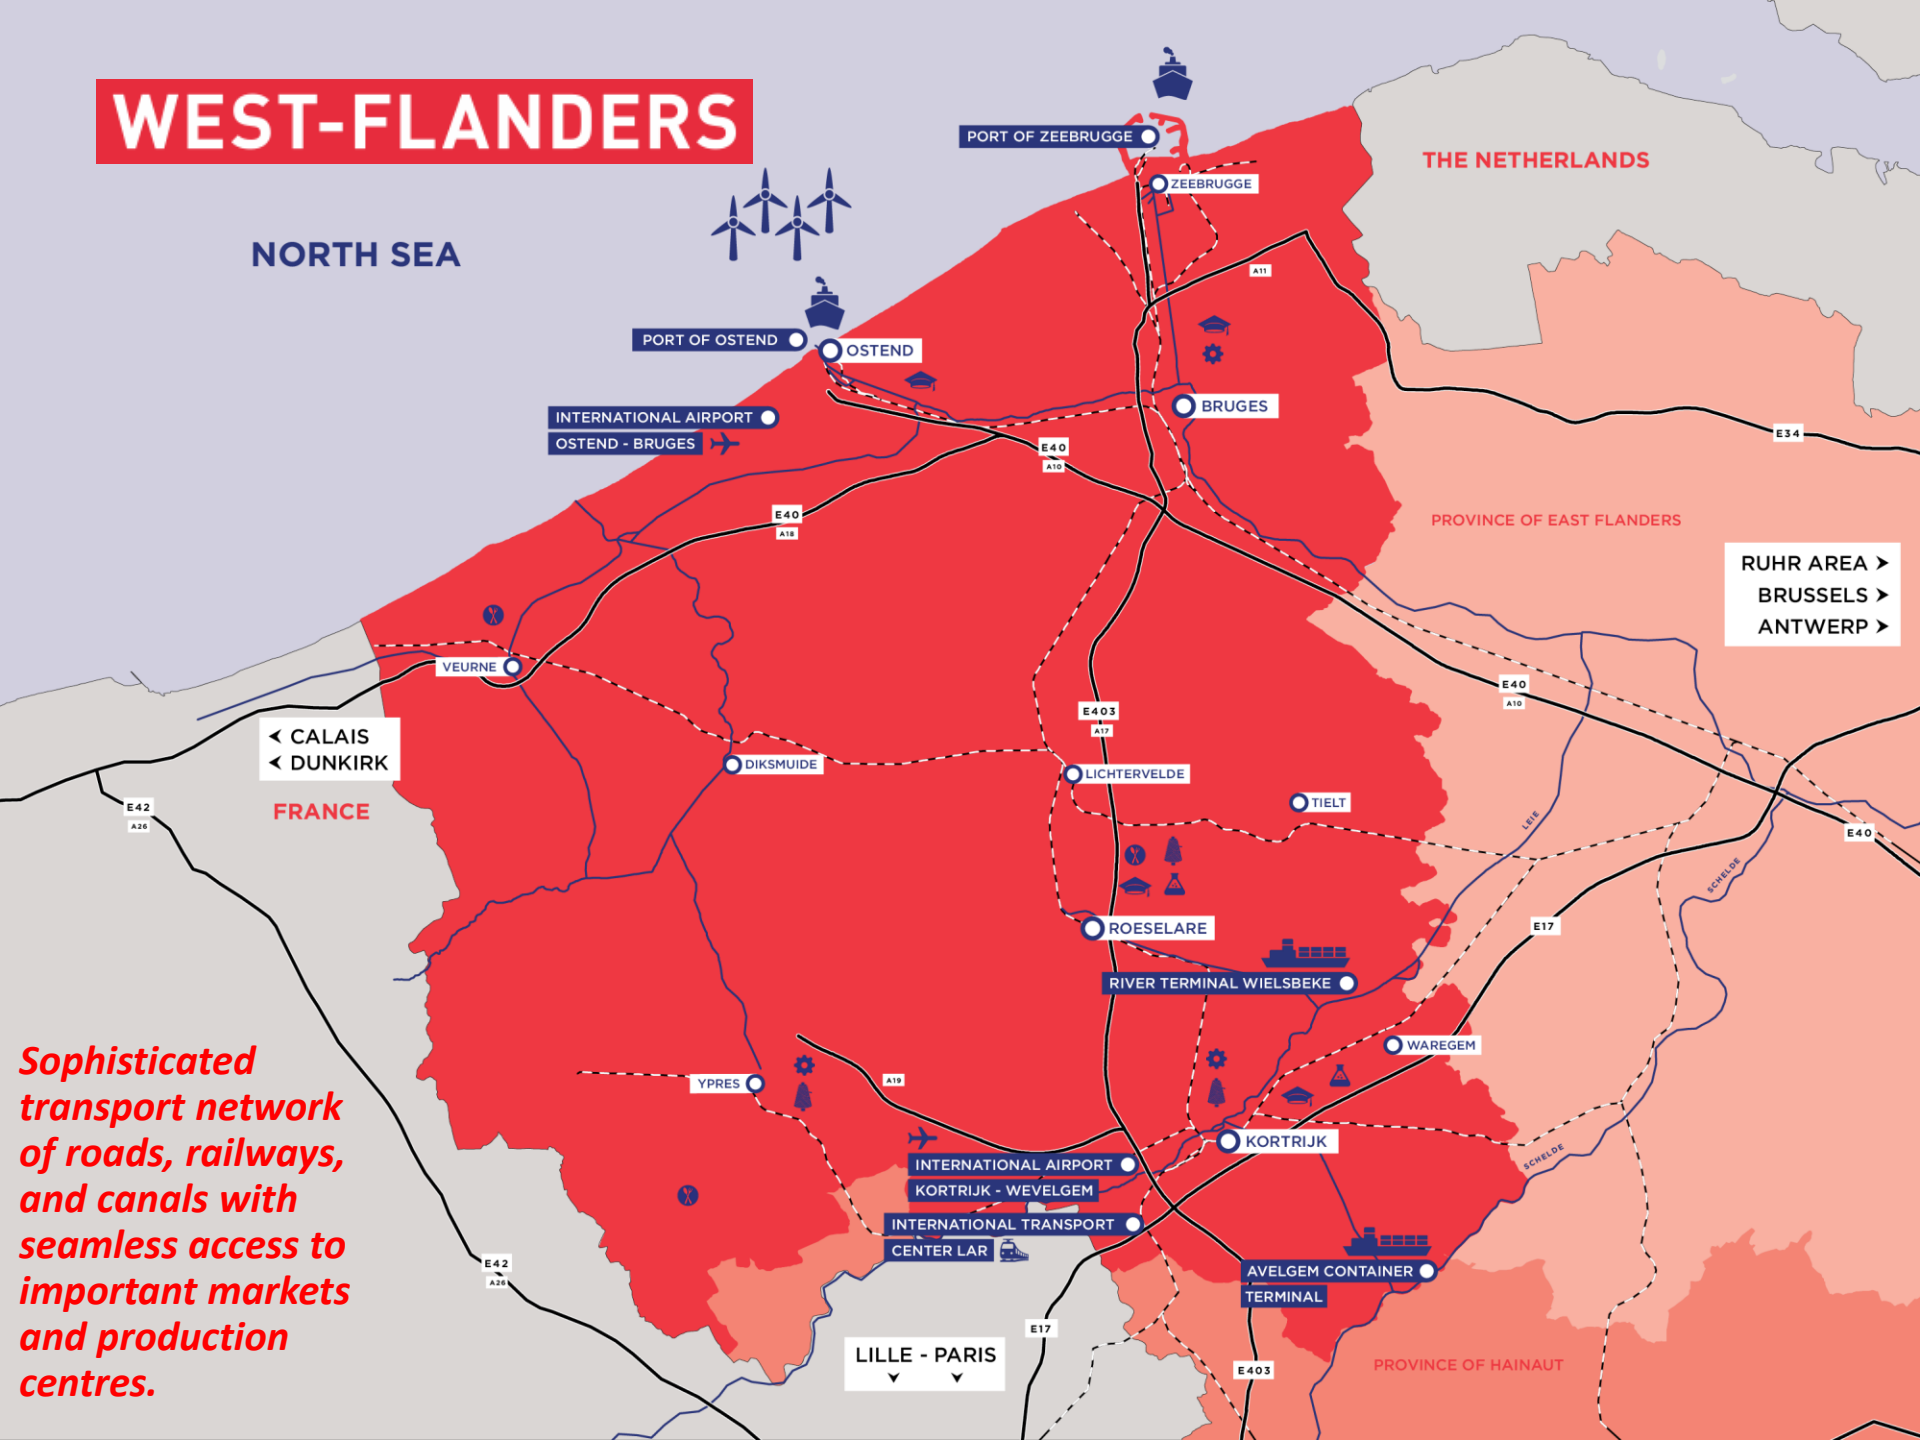 WEST-FLANDERS
PORT OF ZEEBRUGGE
THE NETHERLANDS
ZEEBRUGGE
NORTH SEA
A11
PORT OF OSTEND
OSTEND
BRUGES
INTERNATIONAL AIRPORT
OSTEND - BRUGES
E34
E40
A10
E40
A18
PROVINCE OF EAST FLANDERS
RUHR AREA
BRUSSELS
ANTWERP
VEURNE
E40
A10
E403
A17
CALAIS
DUNKIRK
DIKSMUIDE
LICHTERVELDE
TIELT
E42
A26
FRANCE
LEIE
E40
SCHELDE
ROESELARE
E17
RIVER TERMINAL WIELSBEKE
WAREGEM
Sophisticated
transport network
of roads, railways,
and canals with
seamless access to
important markets
and production
centres.
YPRES
A19
KORTRIJK
SCHELDE
INTERNATIONAL AIRPORT
KORTRIJK - WEVELGEM
INTERNATIONAL TRANSPORT
CENTER LAR
E42
A26
AVELGEM CONTAINER
TERMINAL
E17
LILLE - PARIS
E403
PROVINCE OF HAINAUT